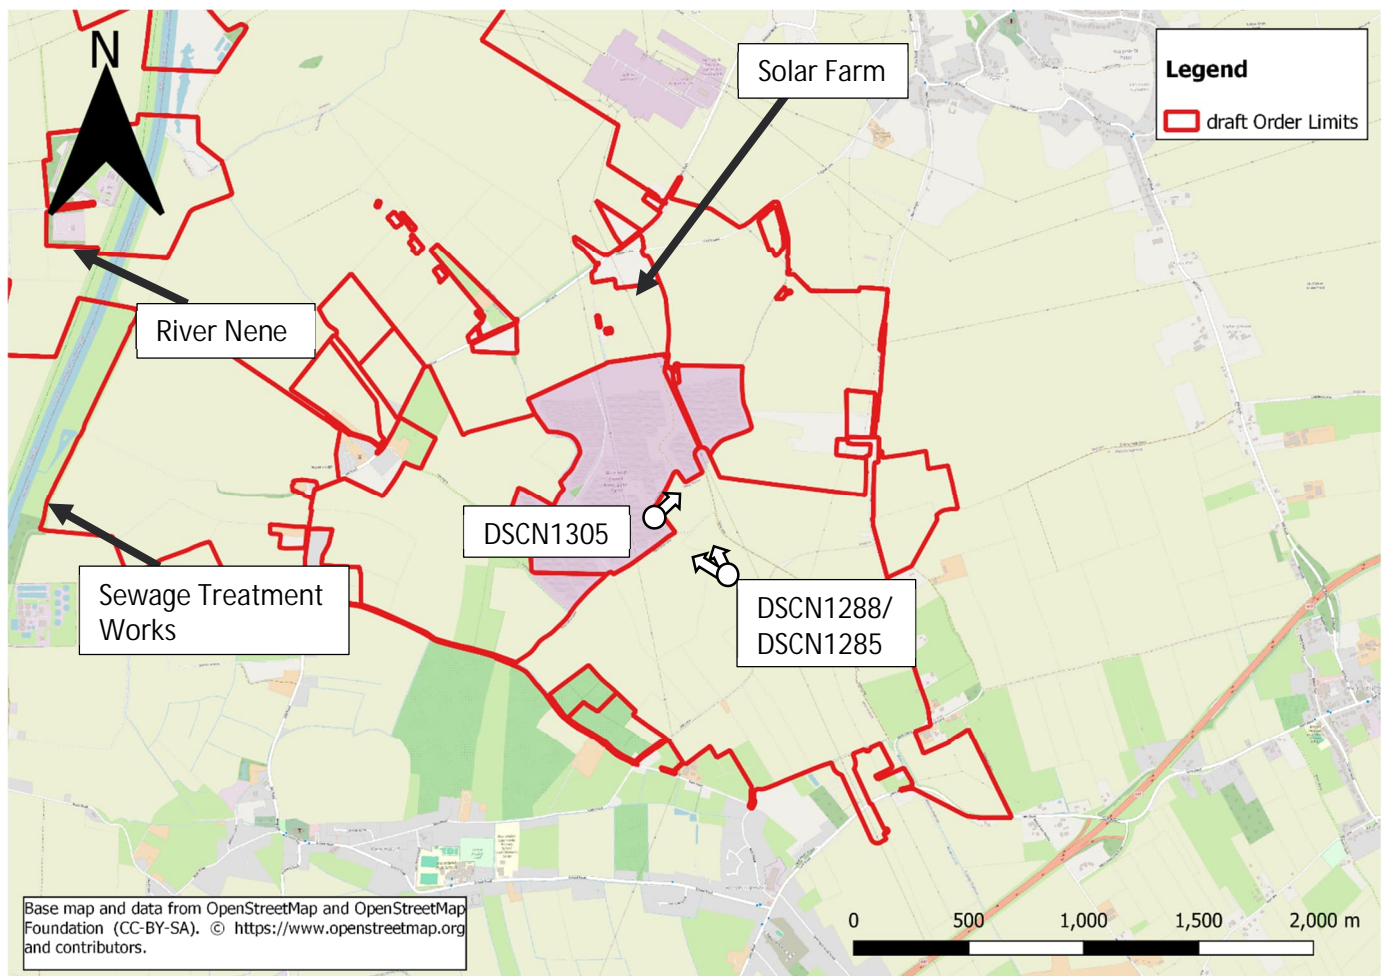 N
Solar Farm
Legend
draft Order Limits
River Nene
DSCN1305
Sewage Treatment
Works
DSCN1288/
DSCN1285
Base map and data from OpenStreetMap and OpenStreetMap
Foundation (CC-BY-SA). © https://www.openstreetmap.org
and contributors.
0 500 1,000 1,500 2,000 m